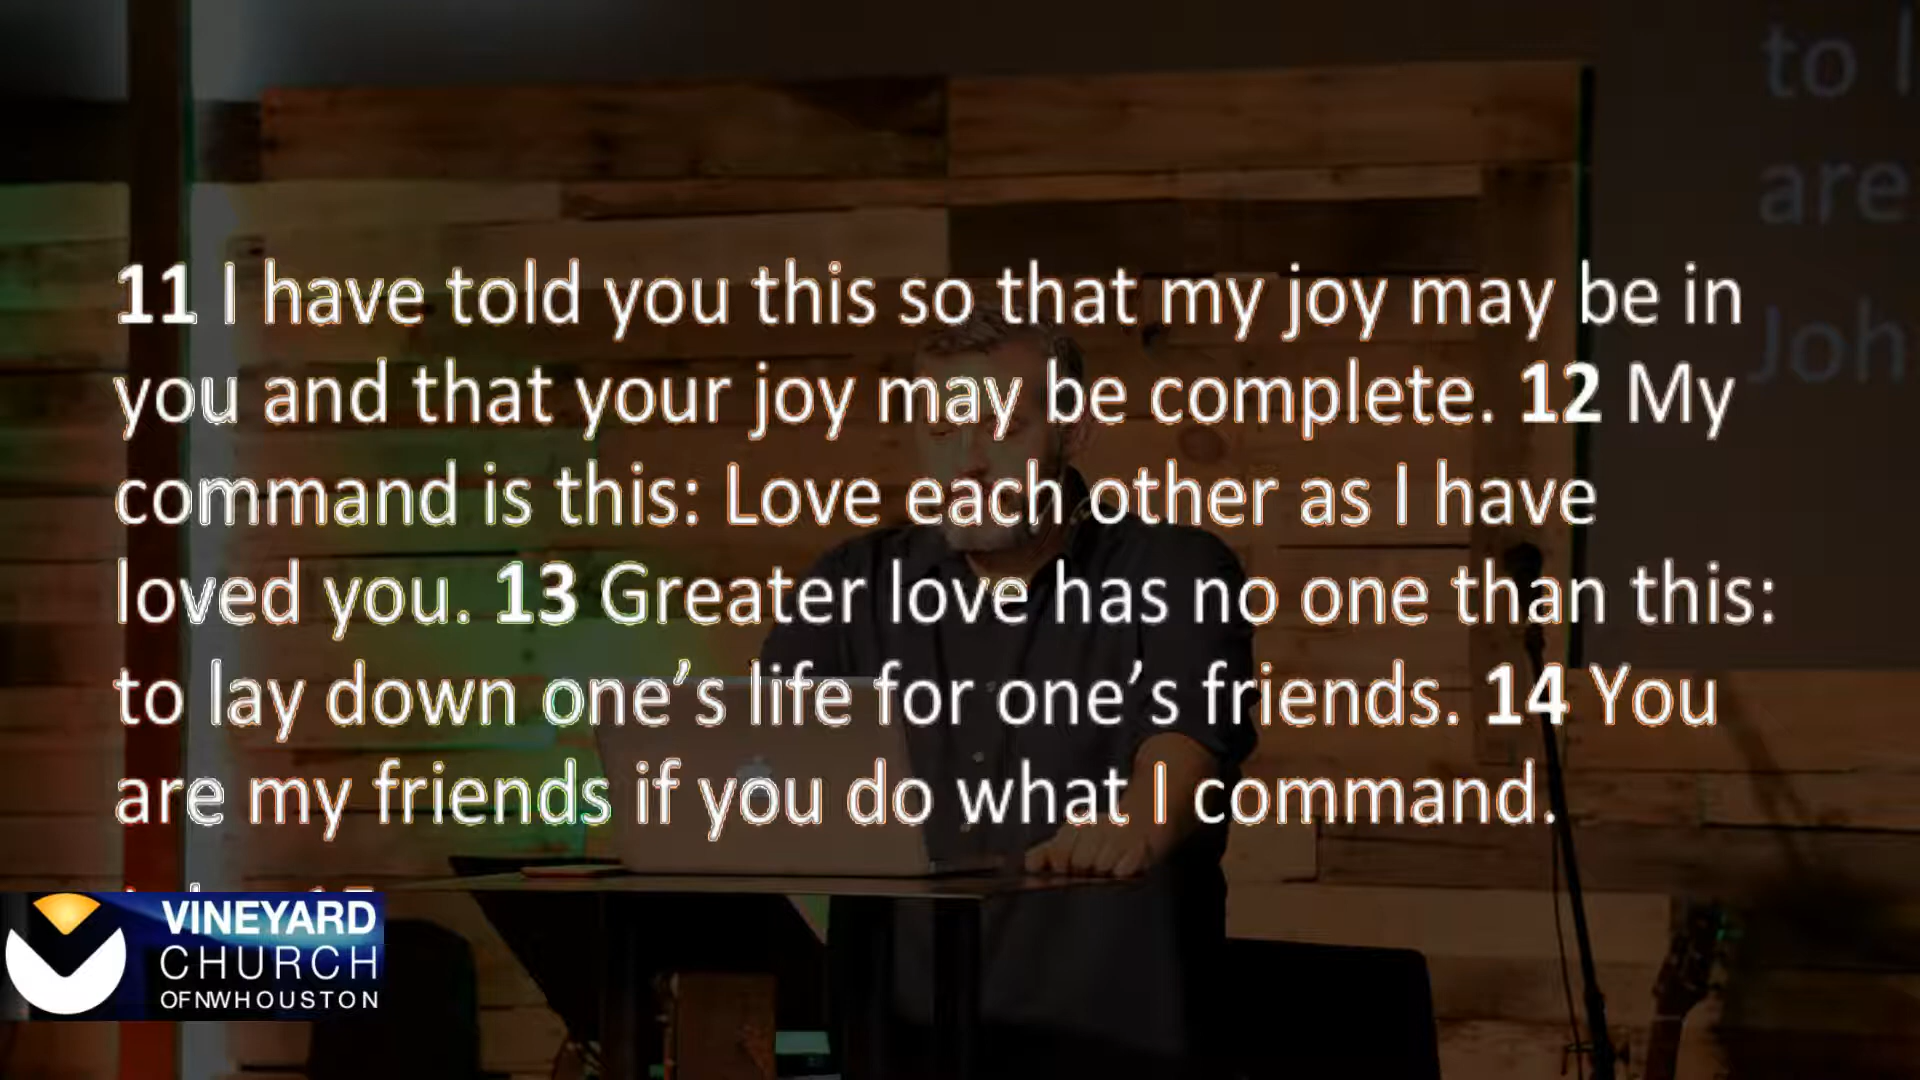 to
are
Joh
11 I have told you this so that my joy may be in
you and that your joy may be complete. 12 My
command is this: Love each other as I have
loved you. 13 Greater love has no one than this:
to lay down one’s life for one’s friends. 14 You
are my friends if you do what I command.
VINEYARD
CHURCH
OF NW HOUSTON